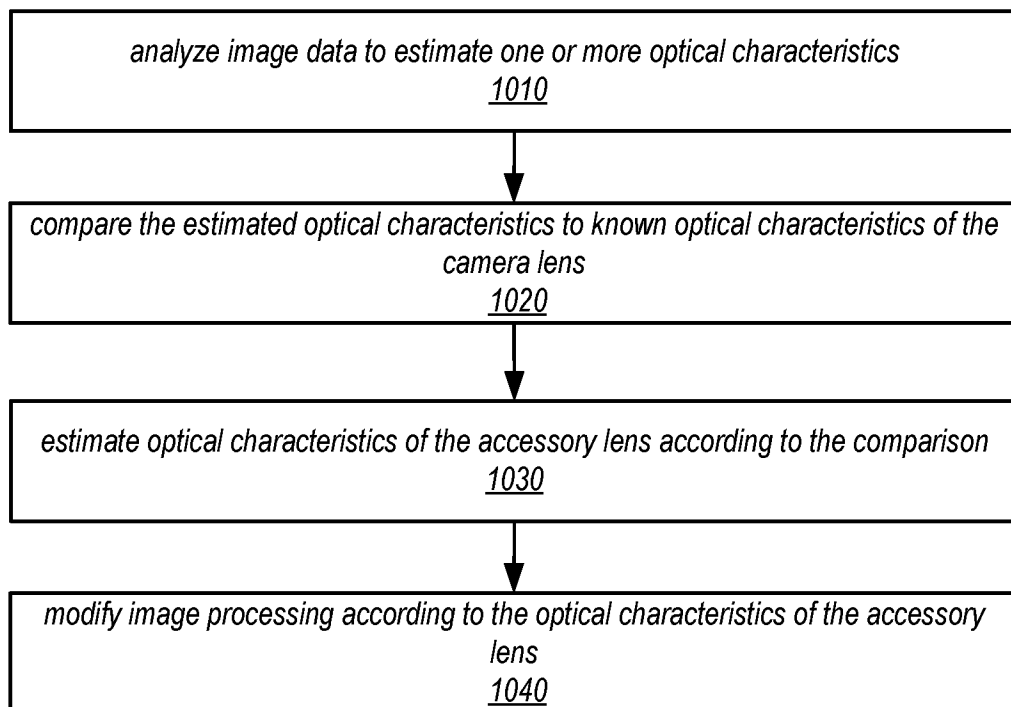 analyze image data to estimate one or more optical characteristics
1010
compare the estimated optical characteristics to known optical characteristics of the
camera lens
1020
estimate optical characteristics of the accessory lens according to the comparison
1030
modify image processing according to the optical characteristics of the accessory
lens
1040